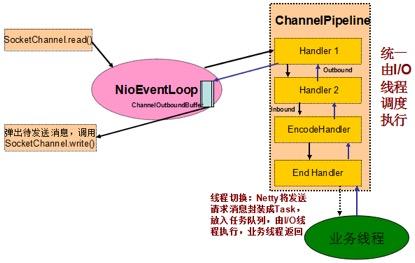 SocketChannel.read()
NioEventLoop
ChannelOutboundBuffer
弹出待发送消息，调用
SocketChannel.write()
ChannelPipeline
Handler 1
Outbound
Handler 2
Inbound
EncodeHandler
End Handler
统一
由I/O
线程
调度
执行
线程切换：Netty将发送
请求消息封装成Task，
放入任务队列，由I/O线
程执行，业务线程返回
业务线程